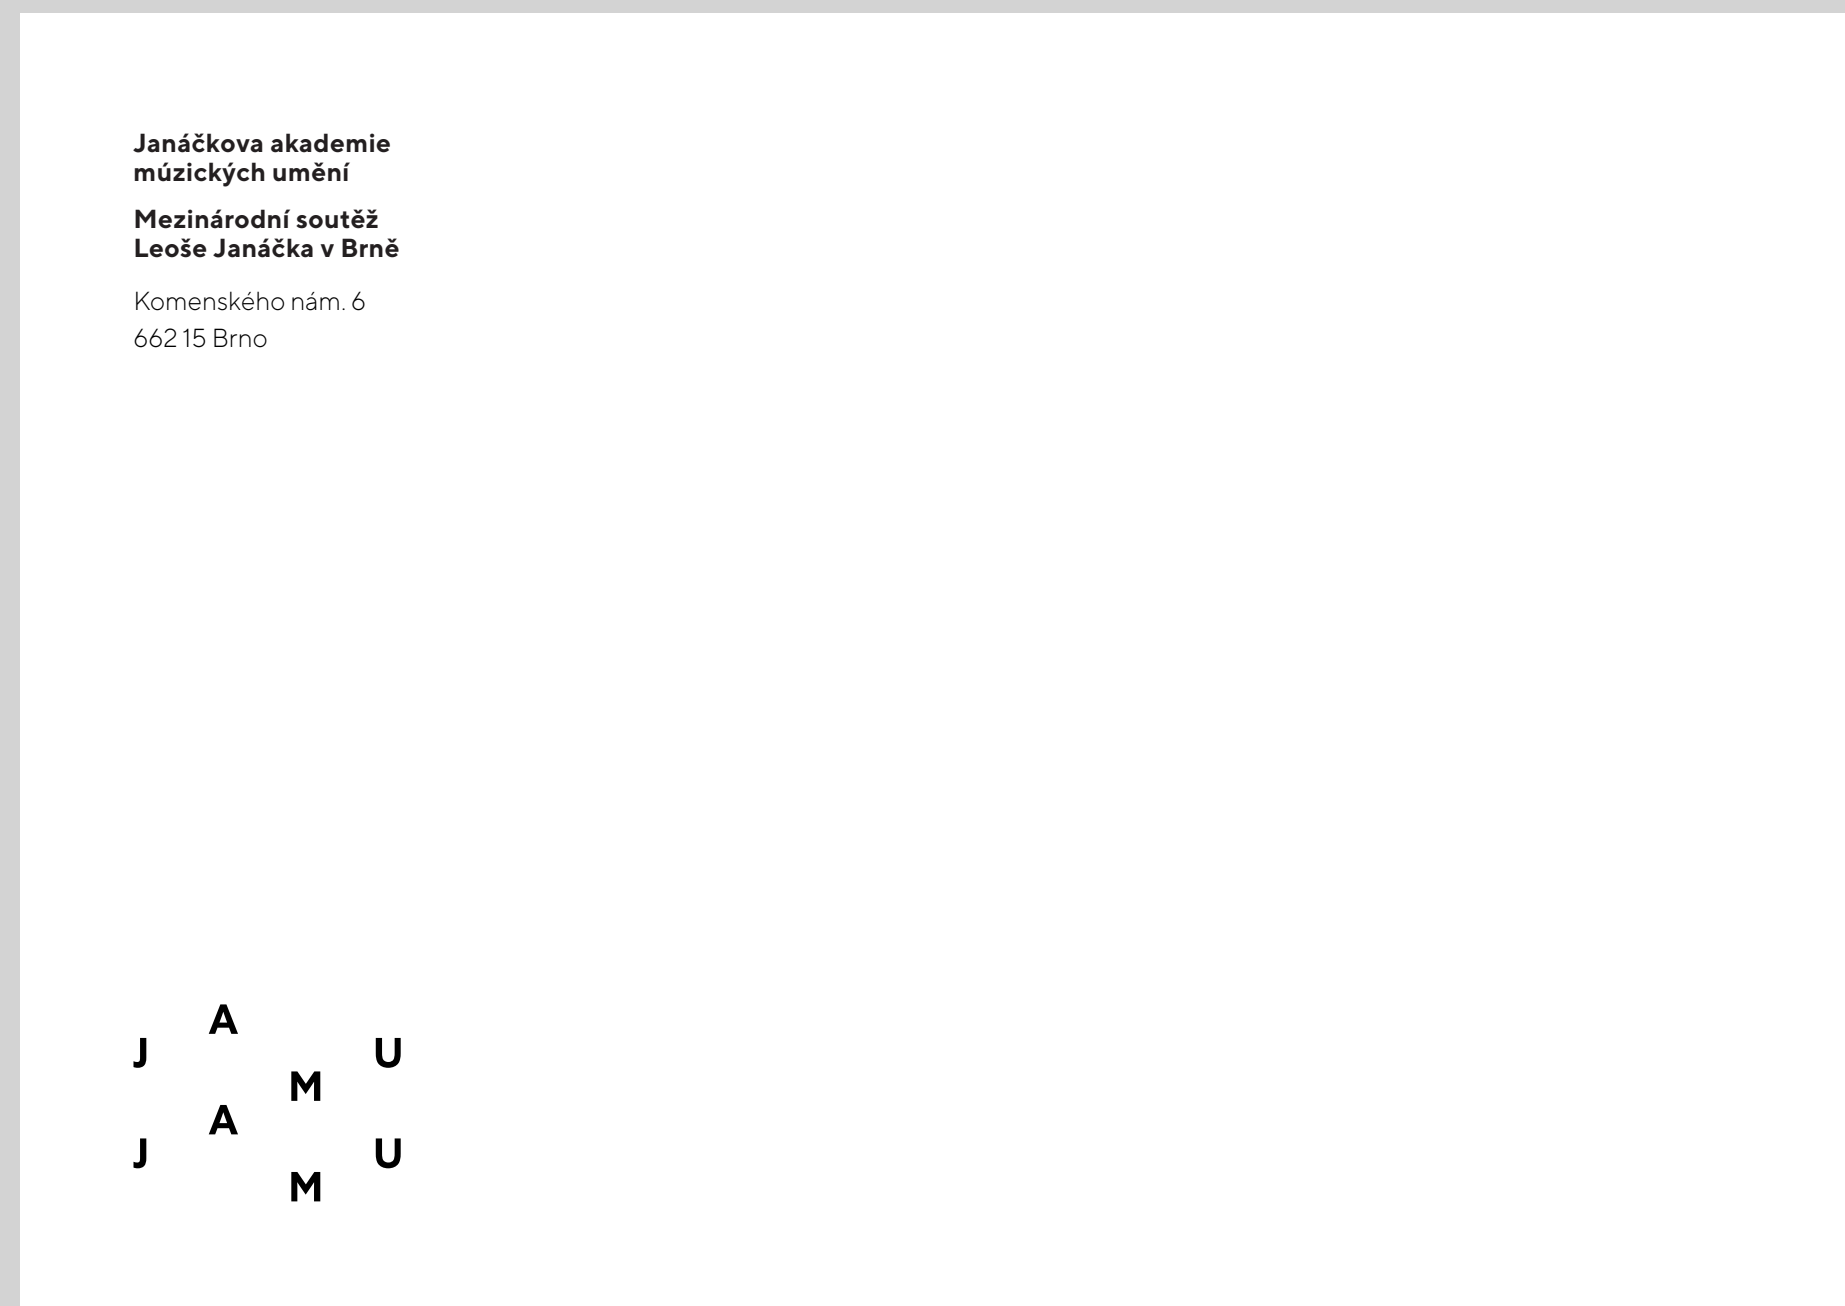 Janáčkova akademie
múzických umění
Mezinárodní soutěž
Leoše Janáčka v Brně
Komenského nám. 6
662 15 Brno
J A M U
J A M U